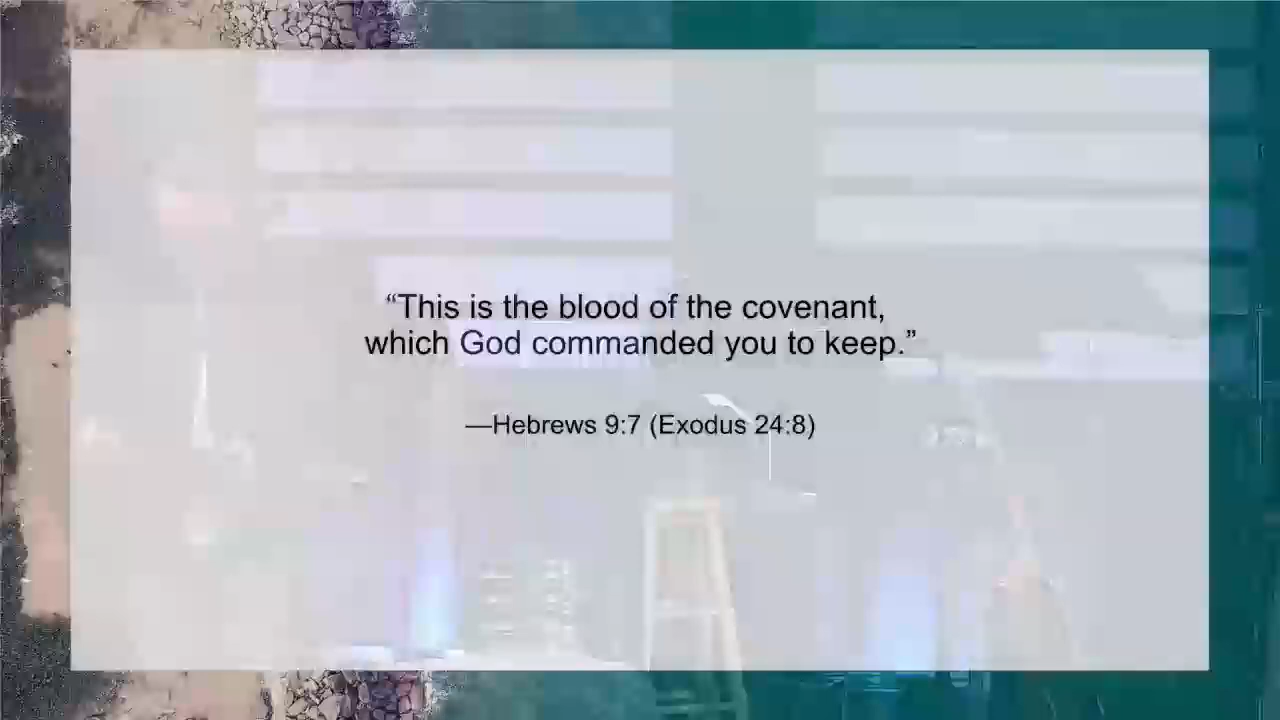 “This is the blood of the covenant,
which God commanded you to keep.”
—Hebrews 9:7 (Exodus 24:8)